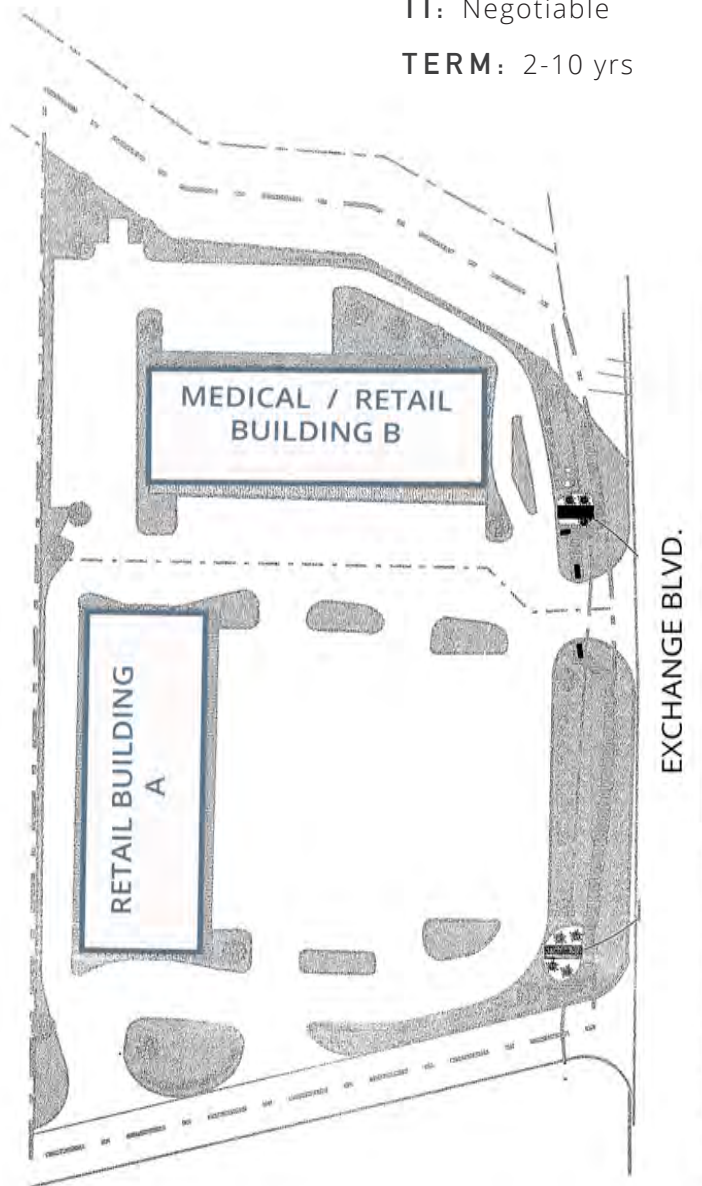 TI: Negotiable
TERM: 2-10 yrs
MEDICAL / RETAIL
BUILDING B
RETAIL BUILDING
A
EXCHANGE BLVD.